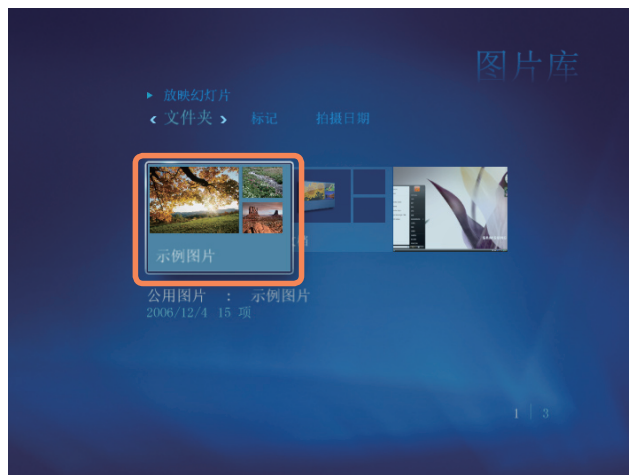 图片库
放映幻灯片
文件夹 标记 拍摄日期
示例图片
公用图片 : 示例图片
2006/12/4 15 项
1 | 3